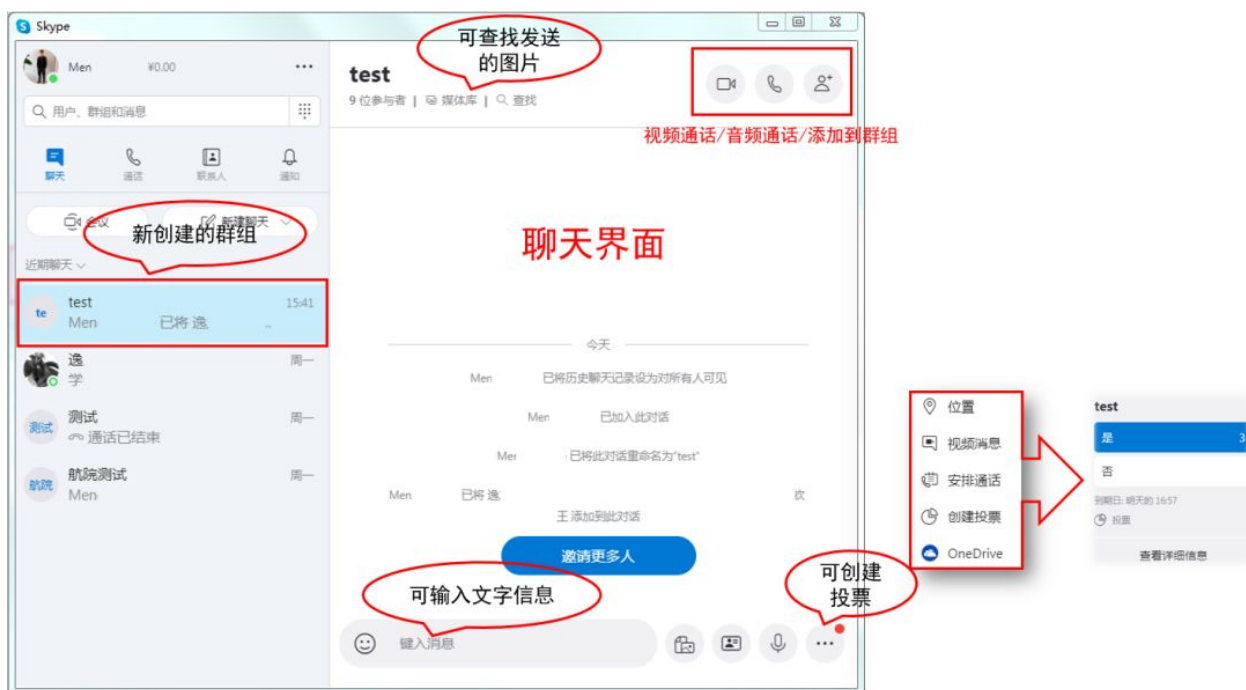 Skype
Men ¥0.00
用户、群组和消息
聊天 通话 联系人 通知
会议 新建聊天
新创建的群组
近期聊天
te
test 15:41
Men 已将 逸 ..
逸 周一
学
测试
测试 周一
通话已结束
航院
航院测试 周一
Men
可查找发送
的图片
test
9 位参与者 | 媒体库 | 查找
视频通话/音频通话/添加到群组
聊天界面
今天
Men 已将历史聊天记录设为对所有人可见
Men 已加入此对话
Mer 已将此对话重命名为"test"
Men 已将 逸
王 添加到此对话
邀请更多人
可输入文字信息
键入消息
可创建
投票
位置
视频消息
安排通话
创建投票
OneDrive
test
是 3
否
到期日: 明天的 16:57
投票
查看详细信息